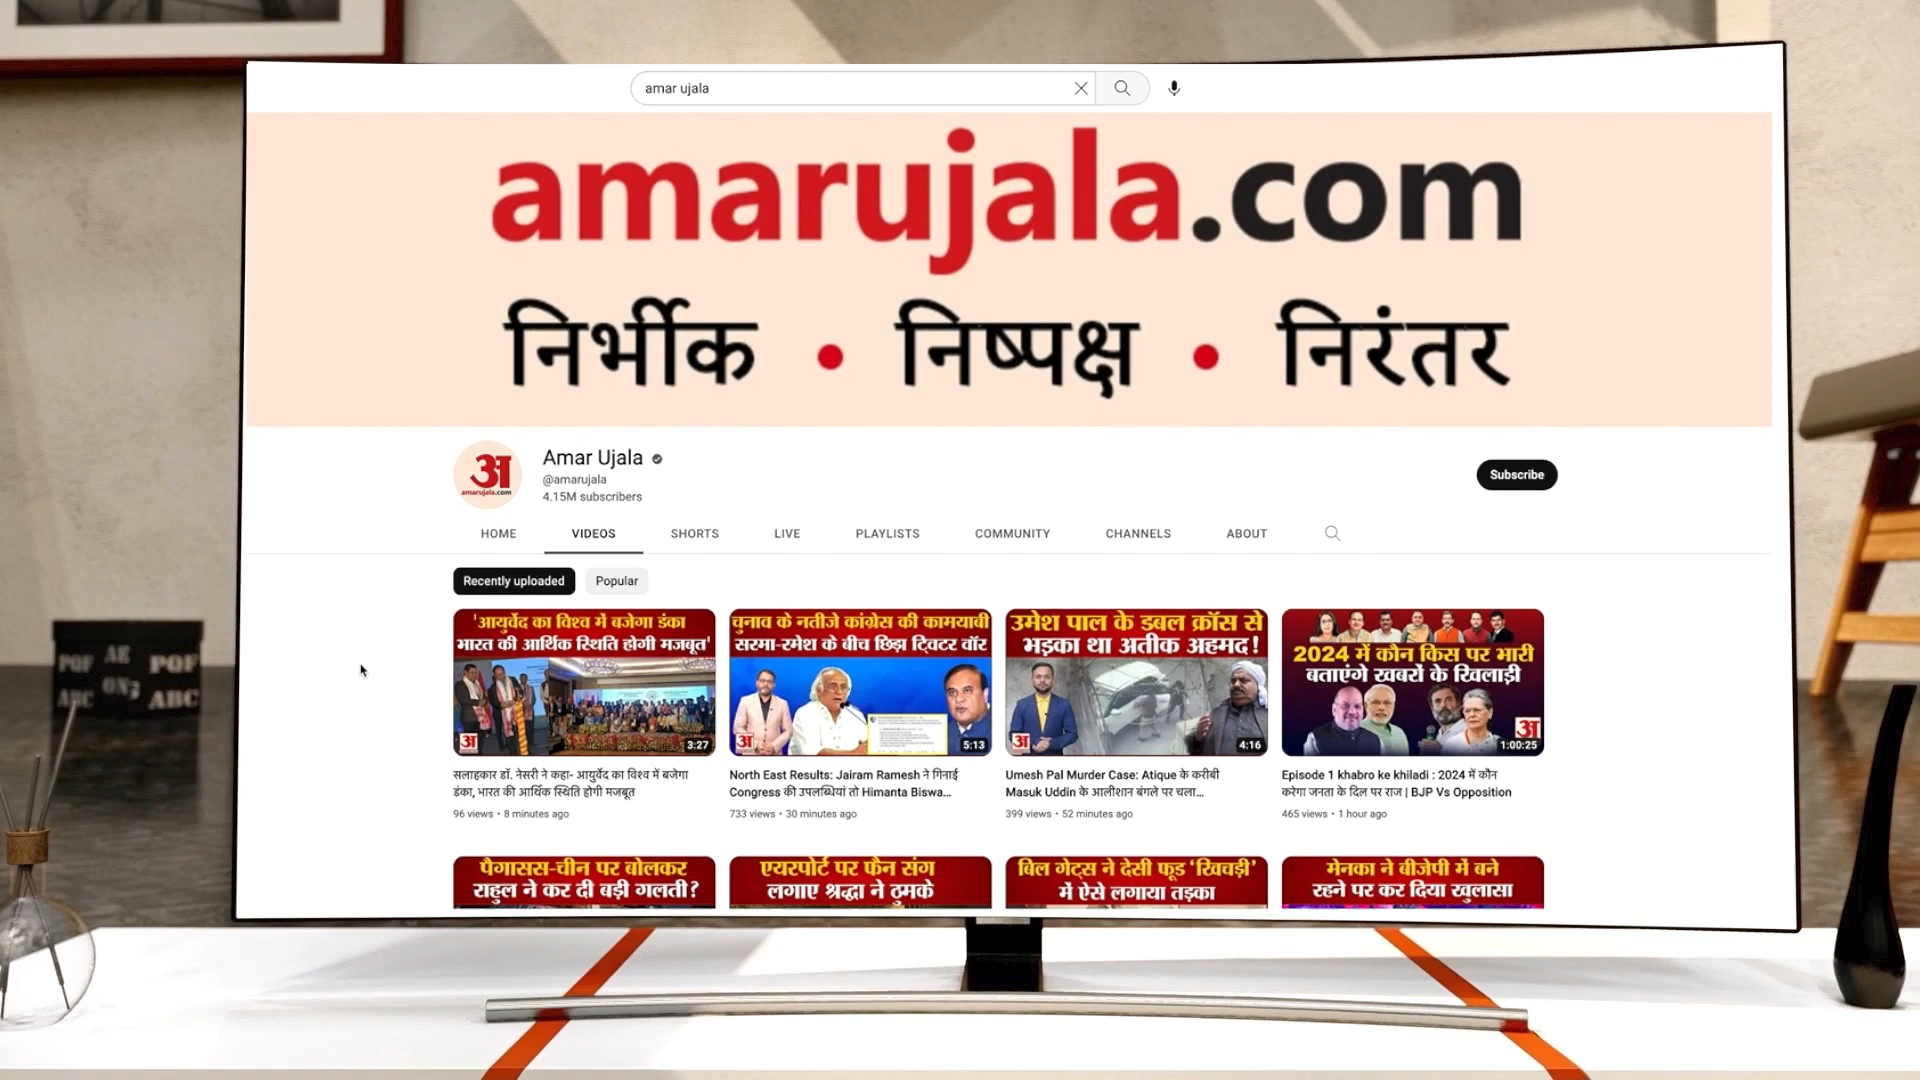 amar ujala
amarujala.com
निर्भीक • निष्पक्ष • निरंतर
अ
amarujala.com
Amar Ujala
@amarujala
4.15M subscribers
Subscribe
HOME VIDEOS SHORTS LIVE PLAYLISTS COMMUNITY CHANNELS ABOUT
Recently uploaded Popular
'आयुर्वेद का विश्व में बजेगा डंका
भारत की आर्थिक स्थिति होगी मजबूत'
अ
3:27
सलाहकार डॉ. नेसरी ने कहा- आयुर्वेद का विश्व में बजेगा
डंका, भारत की आर्थिक स्थिति होगी मजबूत
96 views • 8 minutes ago
चुनाव के नतीजे कांग्रेस की कामयाबी
सरमा-रमेश के बीच छिड़ा ट्विटर वॉर
अ
5:13
North East Results: Jairam Ramesh ने गिनाई
Congress की उपलब्धियां तो Himanta Biswa...
733 views • 30 minutes ago
उमेश पाल के डबल क्रॉस से
भड़का था अतीक अहमद!
अ
4:16
Umesh Pal Murder Case: Atique के करीबी
Masuk Uddin के आलीशान बंगले पर चला...
399 views • 52 minutes ago
2024 में कौन किस पर भारी
बताएंगे खबरों के खिलाड़ी
अ
1:00:25
Episode 1 khabro ke khiladi : 2024 में कौन
करेगा जनता के दिल पर राज | BJP Vs Opposition
465 views • 1 hour ago
पैगासस-चीन पर बोलकर
राहुल ने कर दी बड़ी गलती?
एयरपोर्ट पर फैन संग
लगाए श्रद्धा ने ठुमके
बिल गेट्स ने देसी फूड 'खिचड़ी'
में ऐसे लगाया तड़का
मेनका ने बीजेपी में बने
रहने पर कर दिया खुलासा
PQF AE PQF
ABC ABC